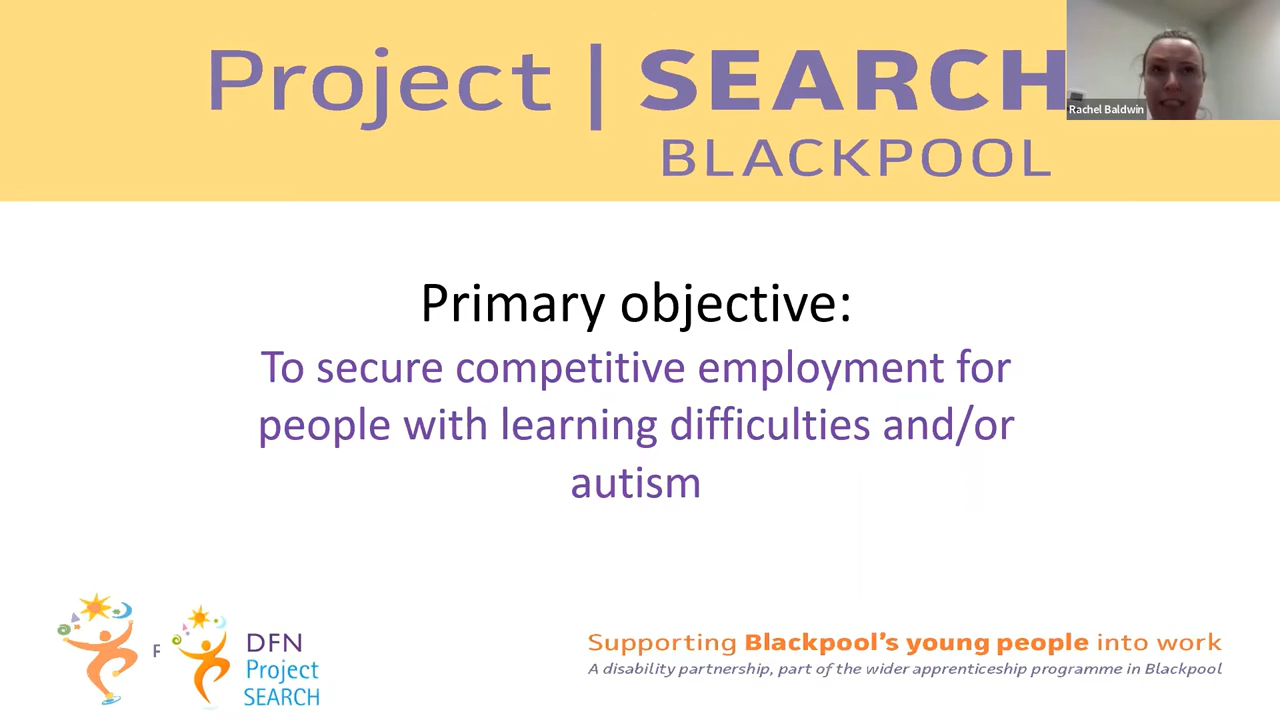 Project | SEARCH
BLACKPOOL
Rachel Baldwin
Primary objective:
To secure competitive employment for
people with learning difficulties and/or
autism
F
DFN
Project
SEARCH
Supporting Blackpool's young people into work
A disability partnership, part of the wider apprenticeship programme in Blackpool